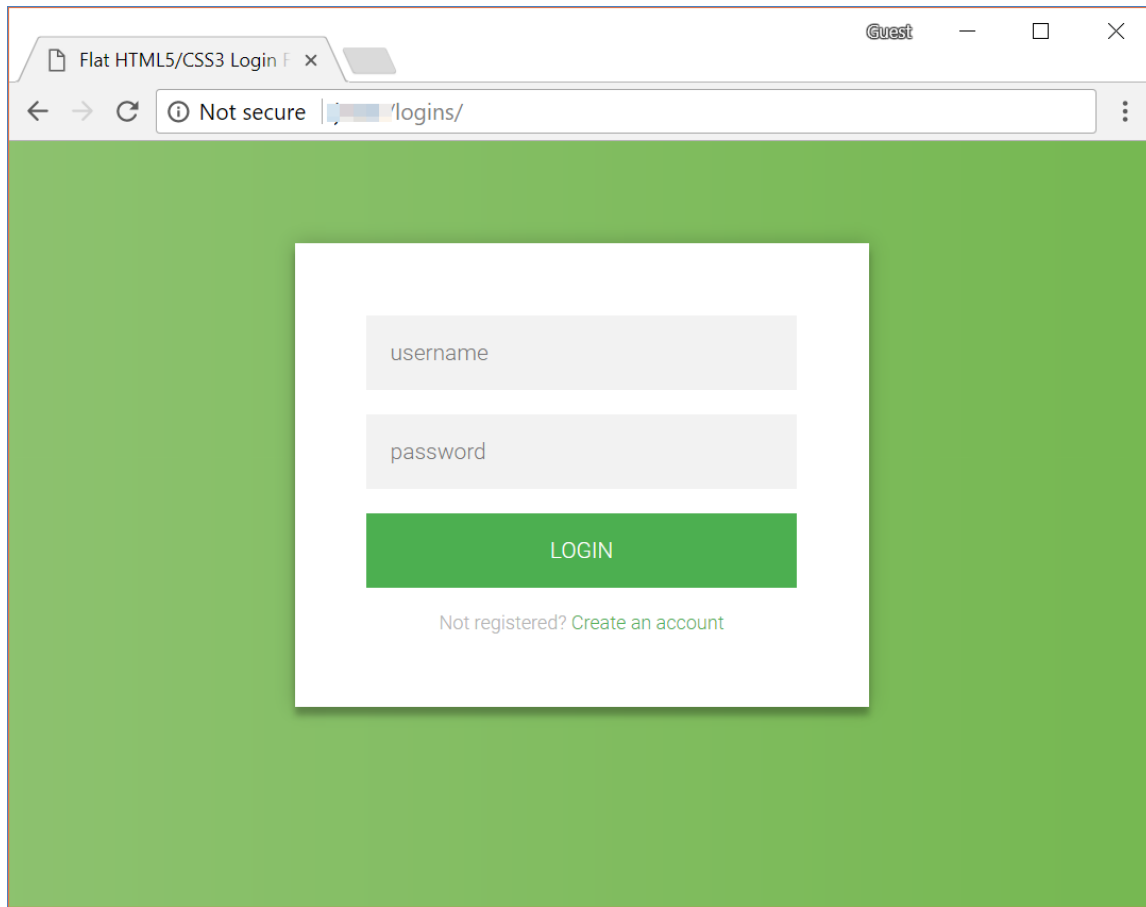 Guest
Flat HTML5/CSS3 Login F
Not secure /logins/
username
password
LOGIN
Not registered? Create an account